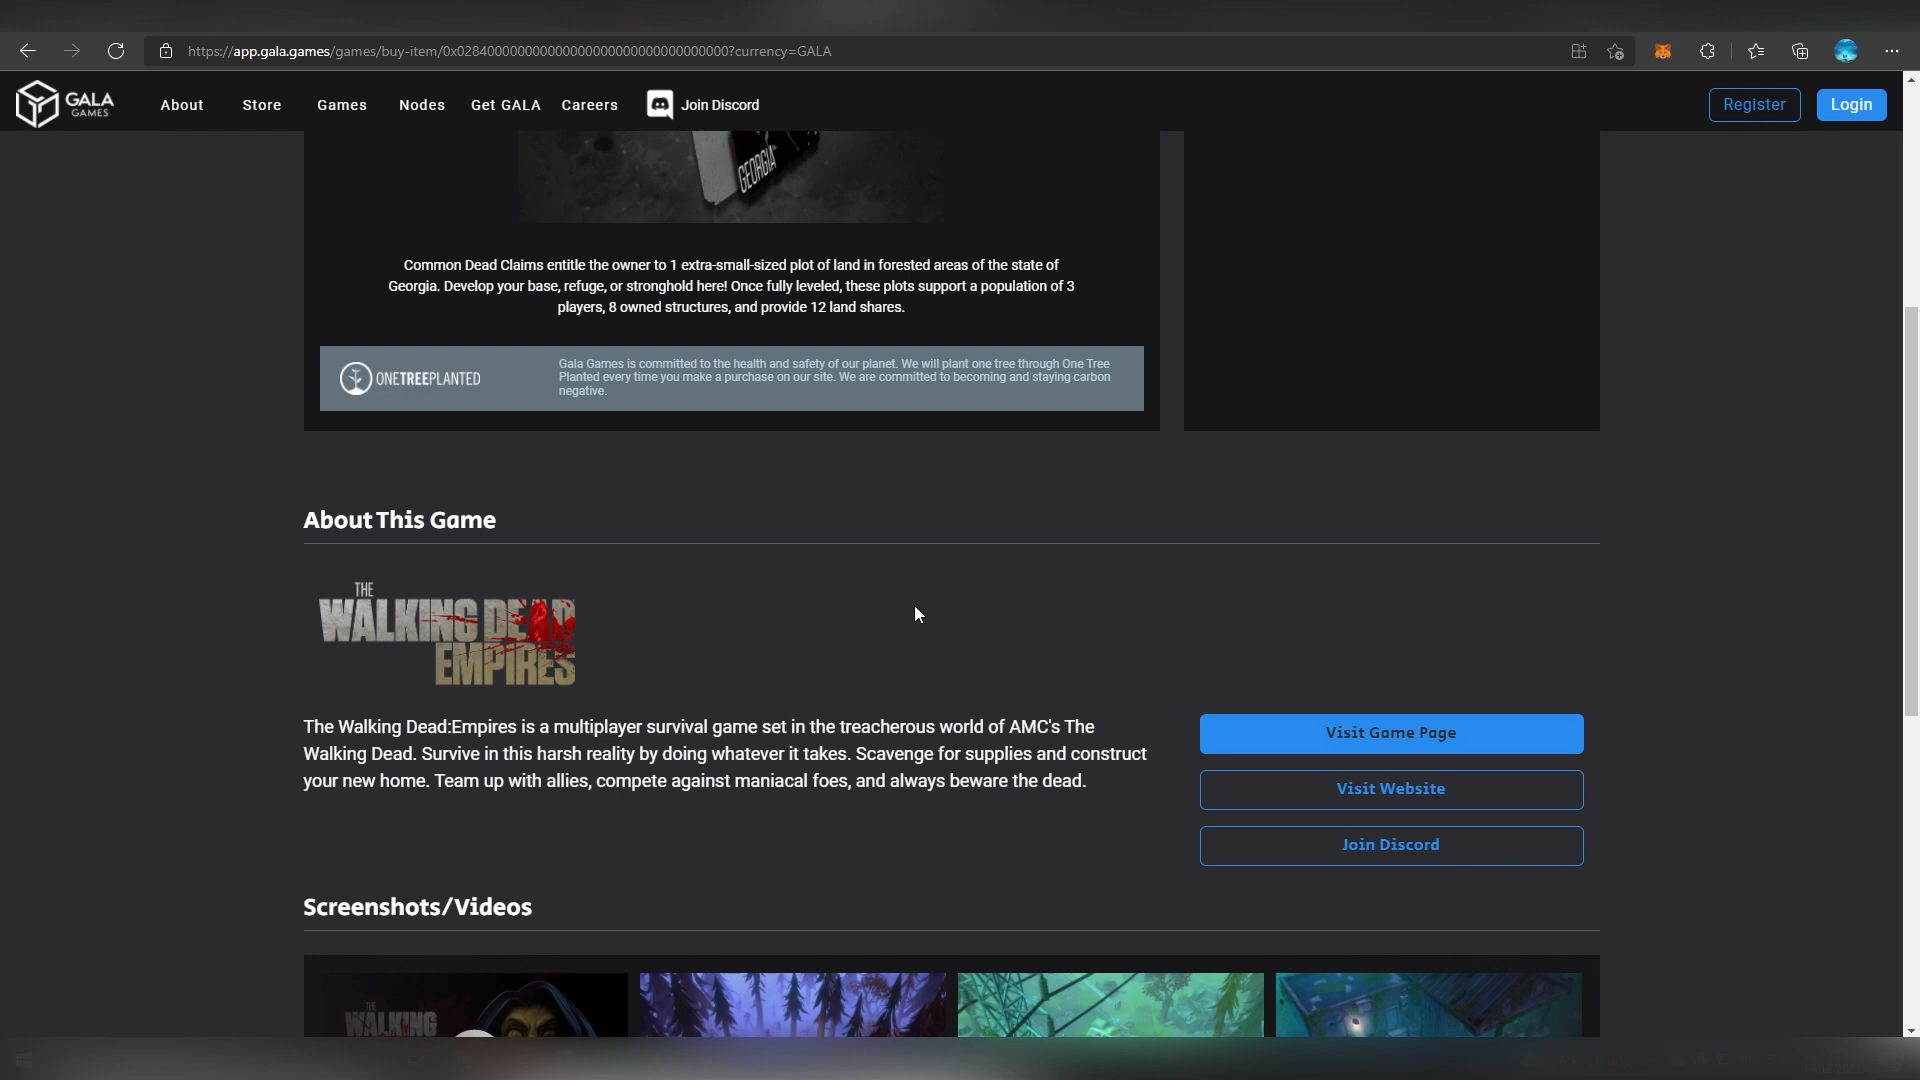 https://app.gala.games/games/buy-item/0x02840000000000000000000000000000000?currency=GALA
GALA
GAMES
About
Store
Games
Nodes
Get GALA
Careers
Join Discord
Register
Login
GEORGIA
Common Dead Claims entitle the owner to 1 extra-small-sized plot of land in forested areas of the state of
Georgia. Develop your base, refuge, or stronghold here! Once fully leveled, these plots support a population of 3
players, 8 owned structures, and provide 12 land shares.
ONETREEPLANTED
Gala Games is committed to the health and safety of our planet. We will plant one tree through One Tree
Planted every time you make a purchase on our site. We are committed to becoming and staying carbon
negative.
About This Game
THE
WALKING DEAD
EMPIRES
The Walking Dead:Empires is a multiplayer survival game set in the treacherous world of AMC's The
Walking Dead. Survive in this harsh reality by doing whatever it takes. Scavenge for supplies and construct
your new home. Team up with allies, compete against maniacal foes, and always beware the dead.
Visit Game Page
Visit Website
Join Discord
Screenshots/Videos
THE
WALKING